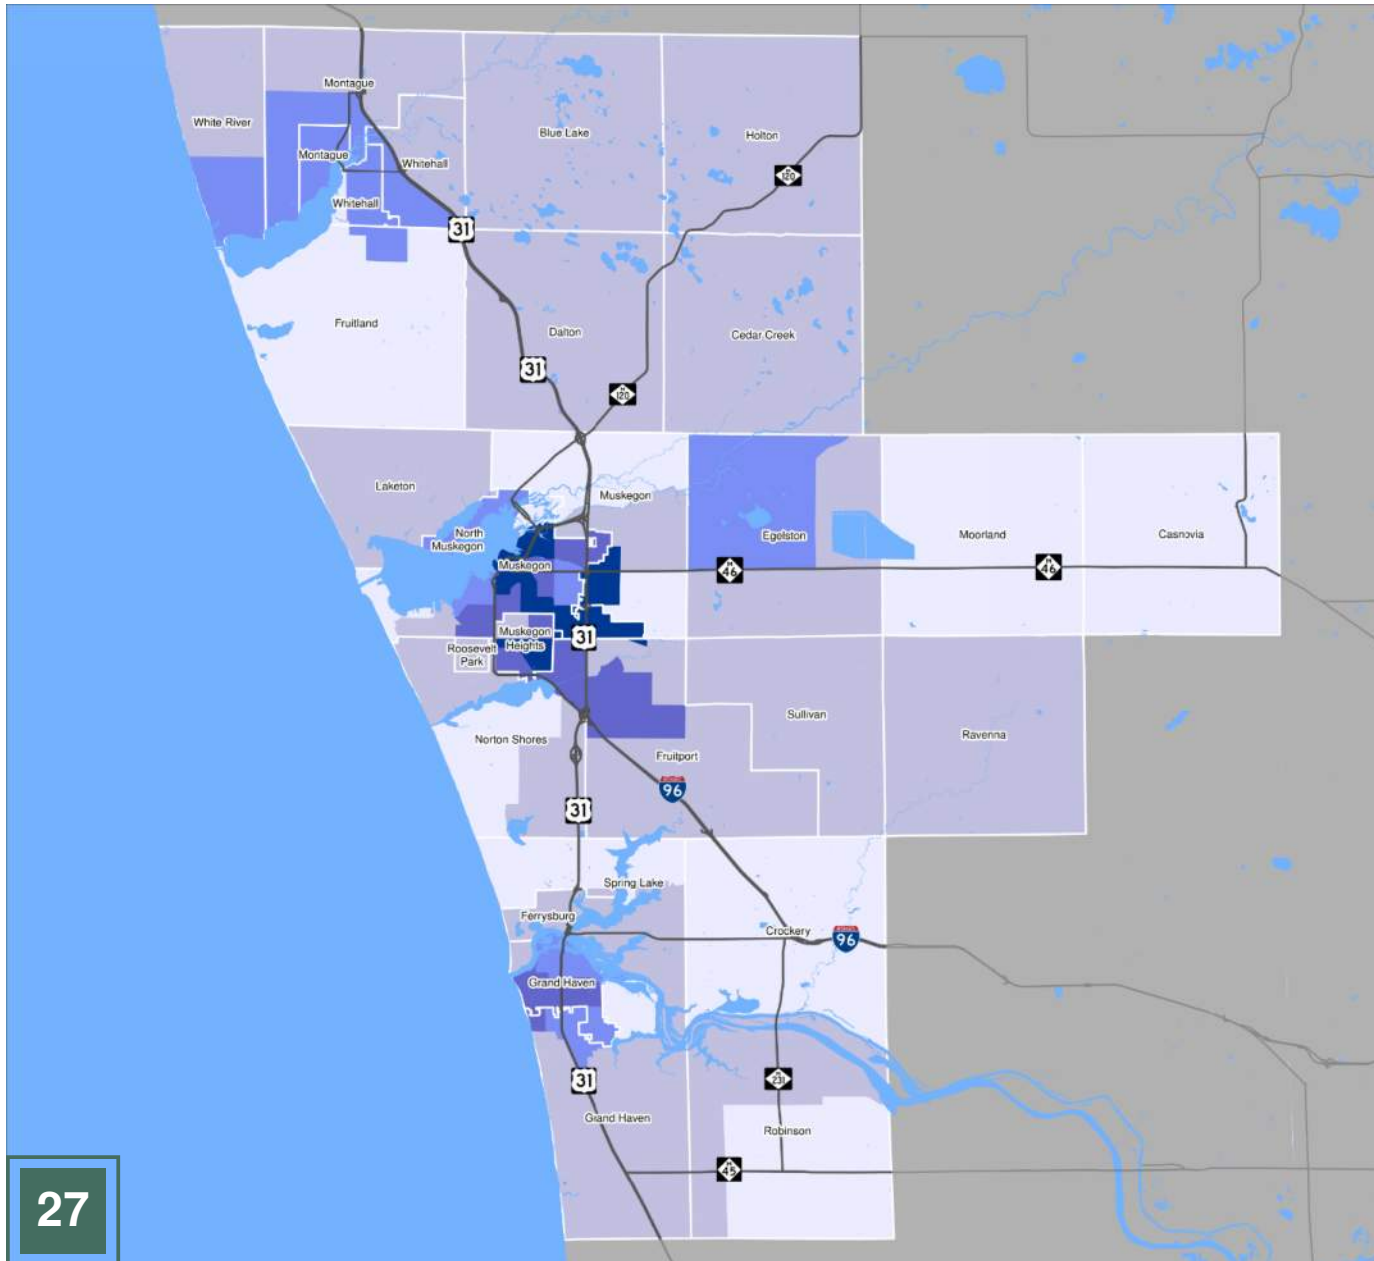 Montague
White River
Blue Lake
Holton
Montague
Whitehall
M
120
Whitehall
31
Fruitland
Dalton
Cedar Creek
31
M
120
Laketon
Muskegon
North
Muskegon
Egelston
Moorland
Casnovia
Muskegon
M
46
M
46
Muskegon
Heights
31
Roosevelt
Park
Sullivan
Norton Shores
Ravenna
Fruitport
96
31
Spring Lake
Ferrysburg
Crockery
96
Grand Haven
31
M
231
Grand Haven
Robinson
M
45
27